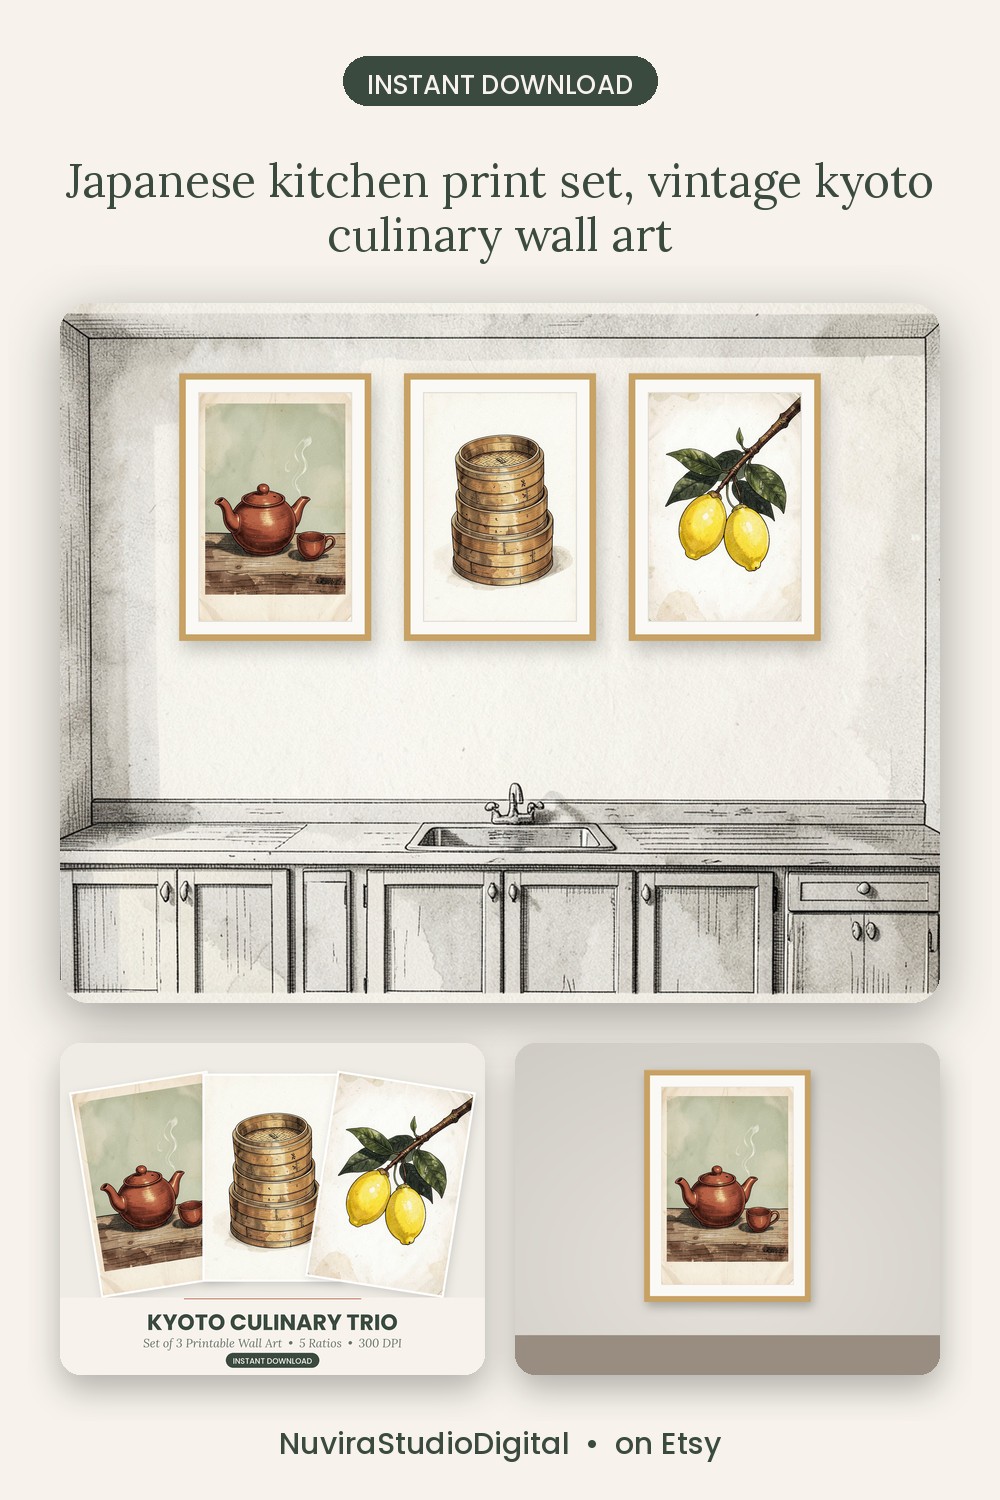 INSTANT DOWNLOAD
Japanese kitchen print set, vintage kyoto
culinary wall art
KYOTO CULINARY TRIO
Set of 3 Printable Wall Art • 5 Ratios • 300 DPI
INSTANT DOWNLOAD
NuviraStudioDigital • on Etsy